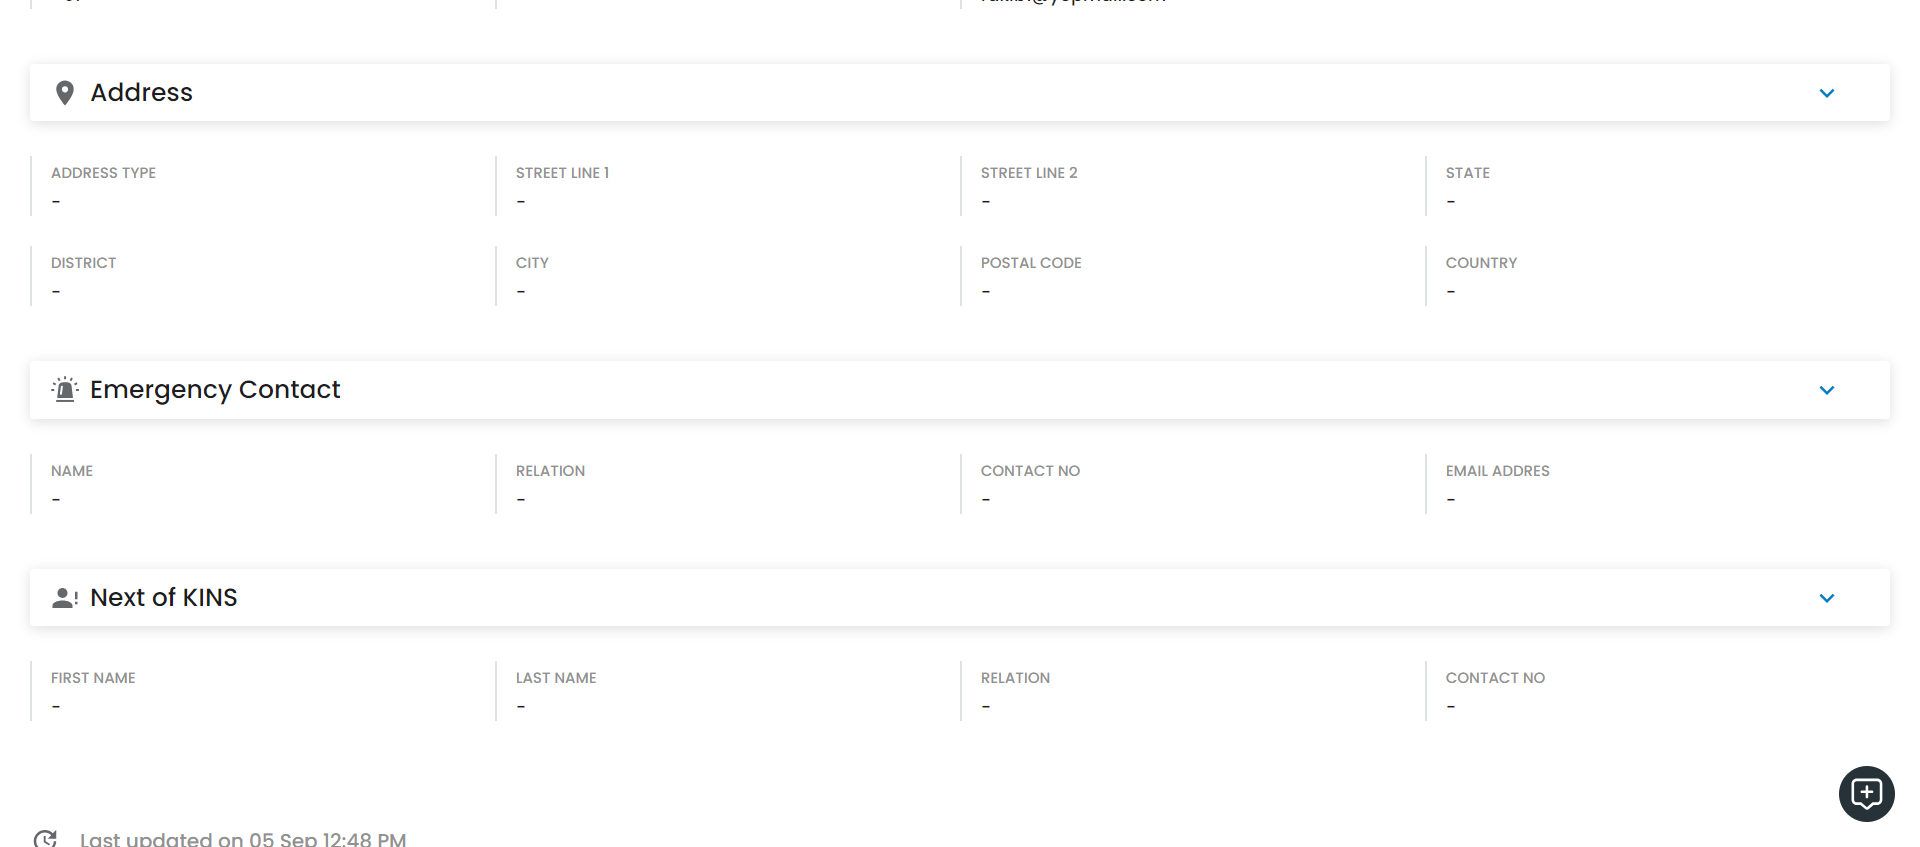 Address
ADDRESS TYPE STREET LINE 1 STREET LINE 2 STATE
- - - -
DISTRICT CITY POSTAL CODE COUNTRY
- - - -
Emergency Contact
NAME RELATION CONTACT NO EMAIL ADDRES
- - - -
Next of KINS
FIRST NAME LAST NAME RELATION CONTACT NO
- - - -
Last updated on 05 Sep 12:48 PM